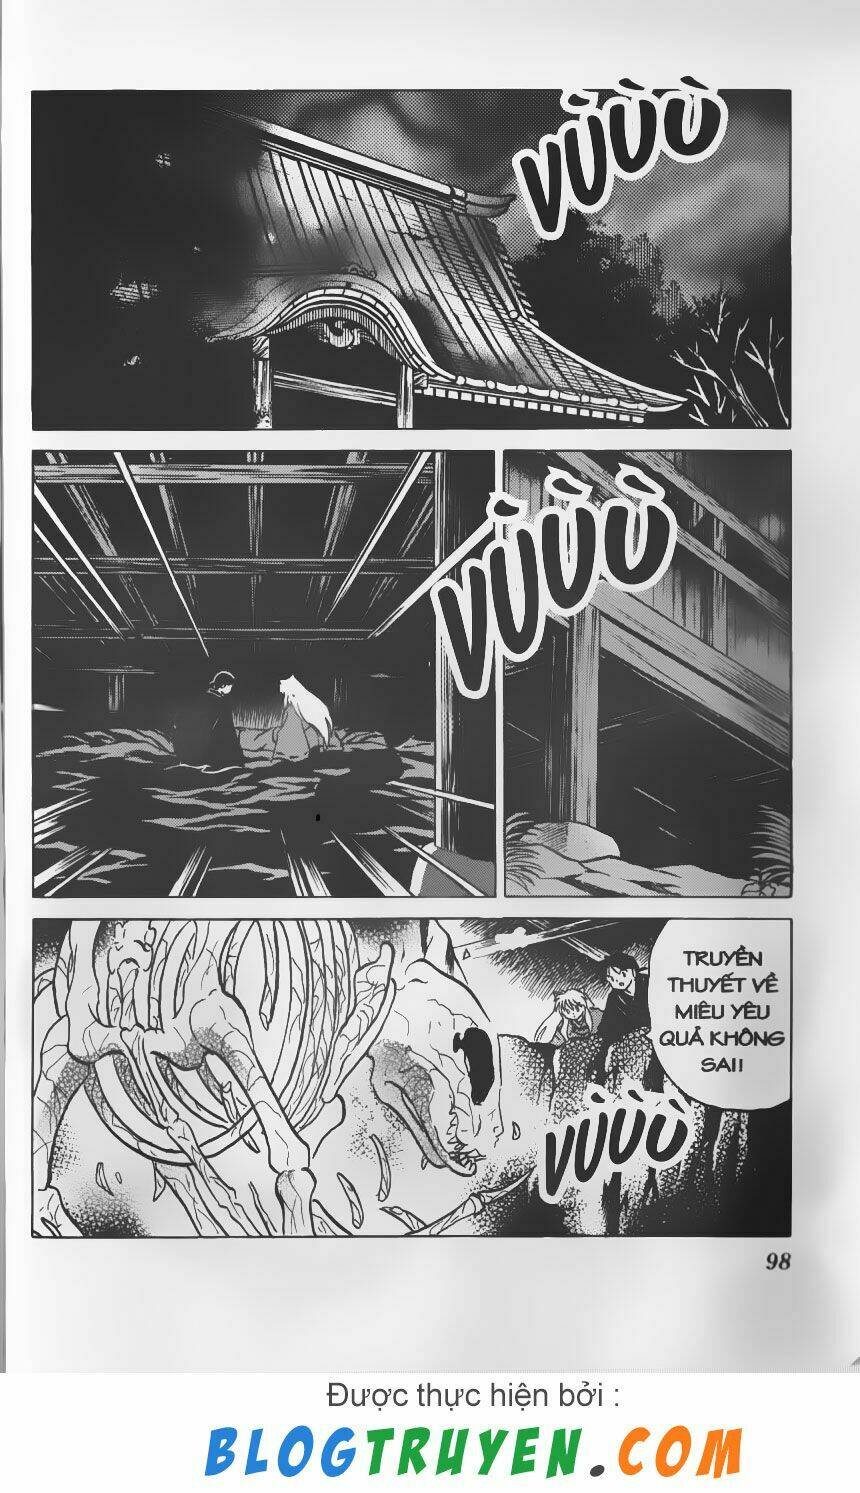 VÙÙÙ
VÙÙÙ
TRUYỀN
THUYẾT VỀ
MIÊU YÊU
QUẢ KHÔNG
SAI!!
VÙÙÙ
98
Được thực hiện bởi :
BLOGTRUYEN.COM